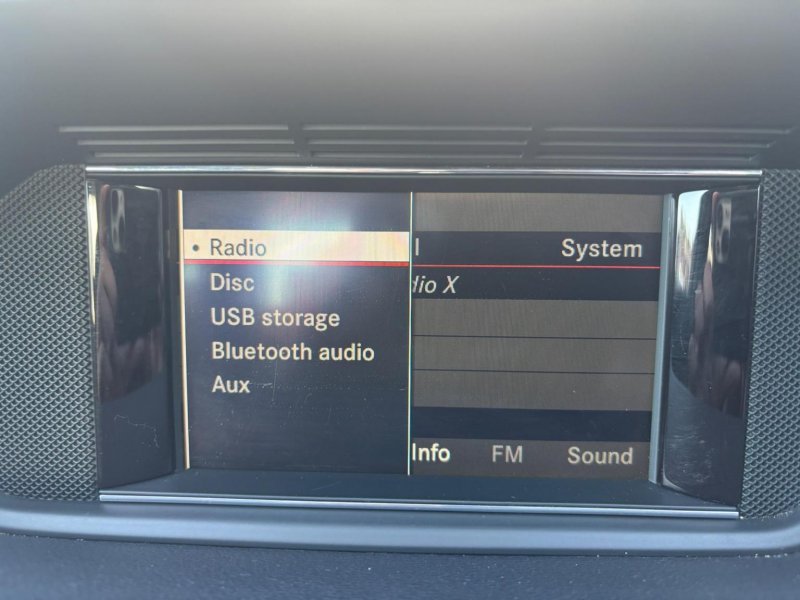 • Radio
System
Disc
dio X
USB storage
Bluetooth audio
Aux
Info FM Sound